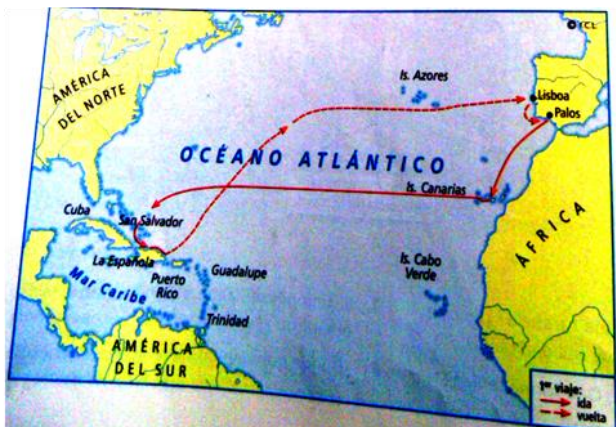 AMÉRICA
DEL NORTE
Is. Azores
Lisboa
Palos
OCÉANO ATLÁNTICO
Is. Canarias
Cuba
San Salvador
La Española
Puerto
Rico
Guadalupe
Mar Caribe
Trinidad
Is. Cabo
Verde
ÁFRICA
AMÉRICA
DEL SUR
1er viaje:
ida
vuelta